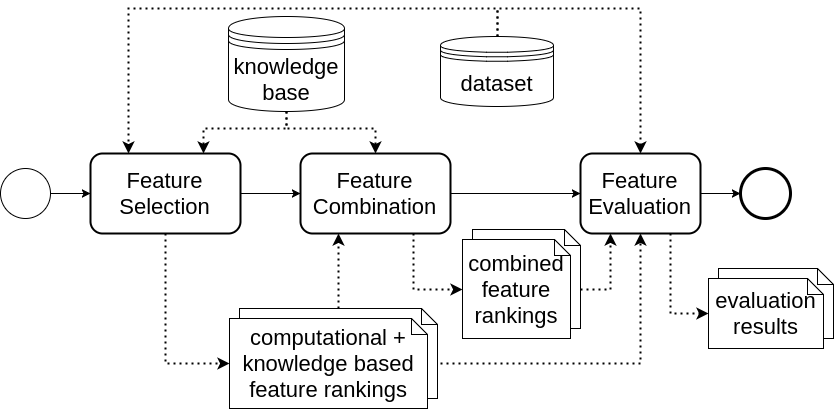 knowledge
base
dataset
Feature
Selection
Feature
Combination
Feature
Evaluation
combined
feature
rankings
evaluation
results
computational +
knowledge based
feature rankings